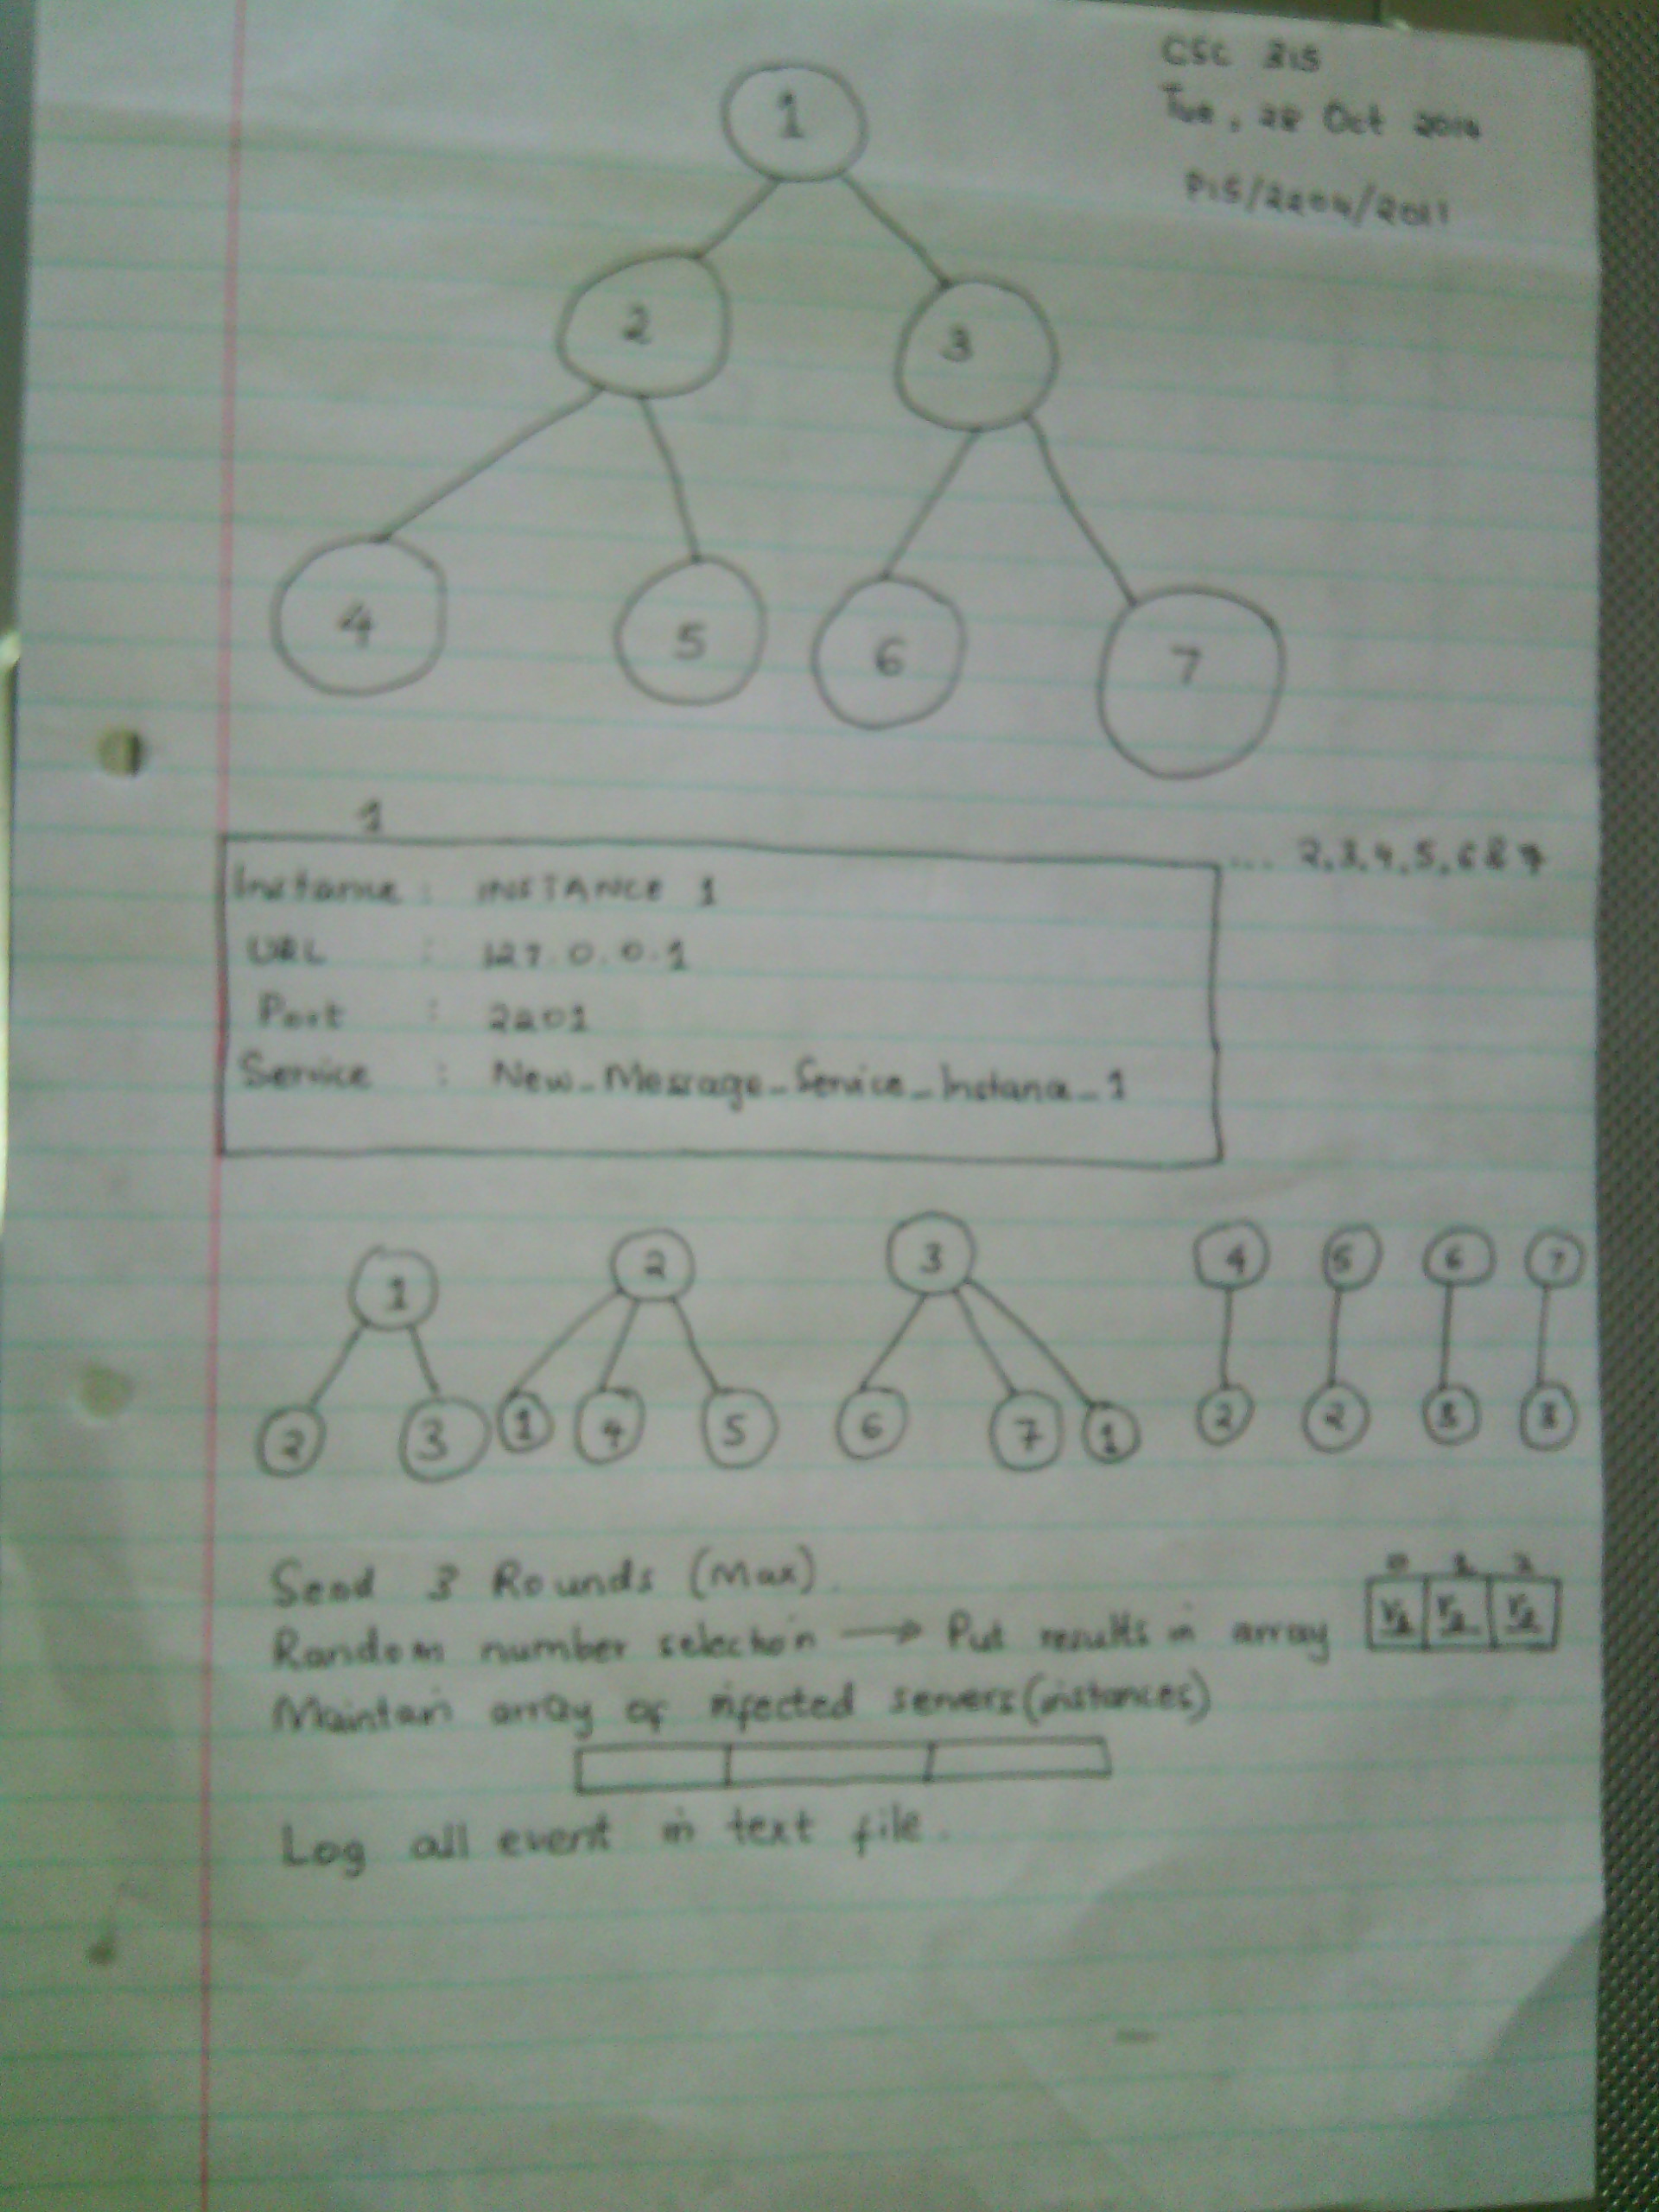 CSC 315
Tue, 28 Oct 2014
P15/2204/2011
1
2
3
4
5
6
7
1
... 2,3,4,5,6 & 7
Instance : INSTANCE 1
URL : 127.0.0.1
Port : 2201
Service : New_Message_Service_Instance_1
1 2 3 4 5 6 7
2 3 1 4 5 6 7 1 2 2 3 3
Send 3 Rounds (Max).
0 1 2
Random number selection → Put results in array
Maintain array of infected servers (instances)
Log all event in text file.